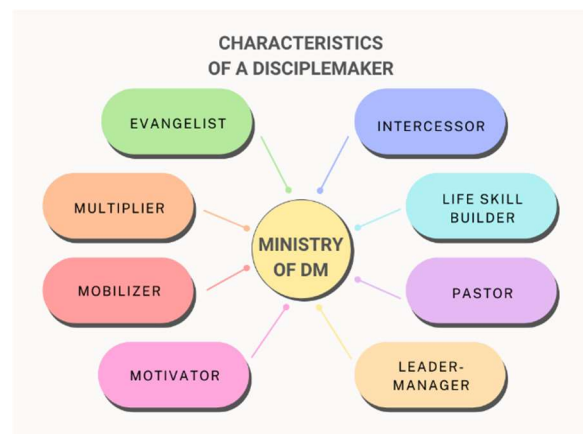 CHARACTERISTICS
OF A DISCIPLEMAKER
EVANGELIST
INTERCESSOR
MULTIPLIER
LIFE SKILL
BUILDER
MINISTRY
OF DM
MOBILIZER
PASTOR
MOTIVATOR
LEADER-
MANAGER